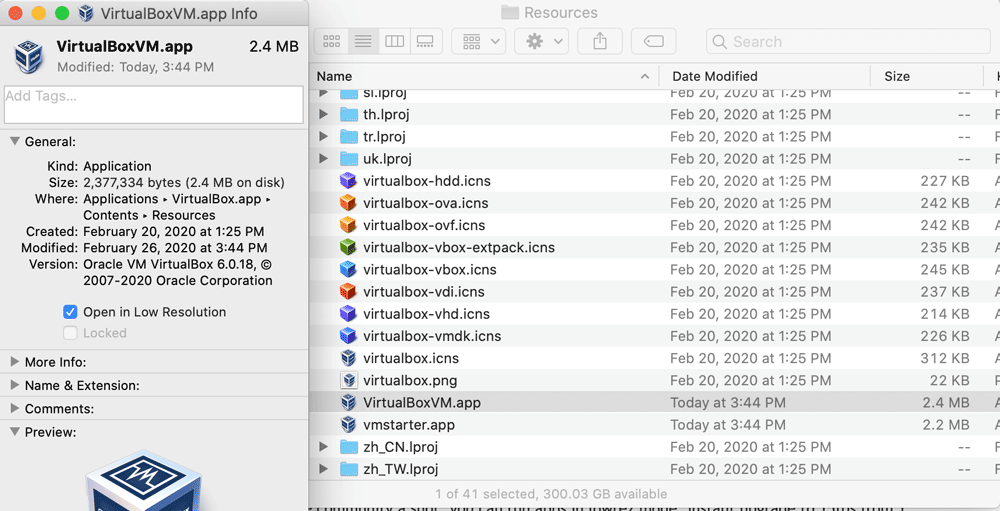 VirtualBoxVM.app Info
VirtualBoxVM.app 2.4 MB
Modified: Today, 3:44 PM
Add Tags...
General:
Kind: Application
Size: 2,377,334 bytes (2.4 MB on disk)
Where: Applications ▸ VirtualBox.app ▸
Contents ▸ Resources
Created: February 20, 2020 at 1:25 PM
Modified: February 26, 2020 at 3:44 PM
Version: Oracle VM VirtualBox 6.0.18, ©
2007-2020 Oracle Corporation
Open in Low Resolution
Locked
More Info:
Name & Extension:
Comments:
Preview:
Resources
Search
Name Date Modified Size
sl.lproj Feb 20, 2020 at 1:25 PM --
th.lproj Feb 20, 2020 at 1:25 PM --
tr.lproj Feb 20, 2020 at 1:25 PM --
uk.lproj Feb 20, 2020 at 1:25 PM --
virtualbox-hdd.icns Feb 20, 2020 at 1:25 PM 227 KB
virtualbox-ova.icns Feb 20, 2020 at 1:25 PM 242 KB
virtualbox-ovf.icns Feb 20, 2020 at 1:25 PM 242 KB
virtualbox-vbox-extpack.icns Feb 20, 2020 at 1:25 PM 235 KB
virtualbox-vbox.icns Feb 20, 2020 at 1:25 PM 245 KB
virtualbox-vdi.icns Feb 20, 2020 at 1:25 PM 237 KB
virtualbox-vhd.icns Feb 20, 2020 at 1:25 PM 214 KB
virtualbox-vmdk.icns Feb 20, 2020 at 1:25 PM 226 KB
virtualbox.icns Feb 20, 2020 at 1:25 PM 312 KB
virtualbox.png Feb 20, 2020 at 1:25 PM 22 KB
VirtualBoxVM.app Today at 3:44 PM 2.4 MB
vmstarter.app Today at 3:44 PM 2.2 MB
zh_CN.lproj Feb 20, 2020 at 1:25 PM --
zh_TW.lproj Feb 20, 2020 at 1:25 PM --
1 of 41 selected, 300.03 GB available